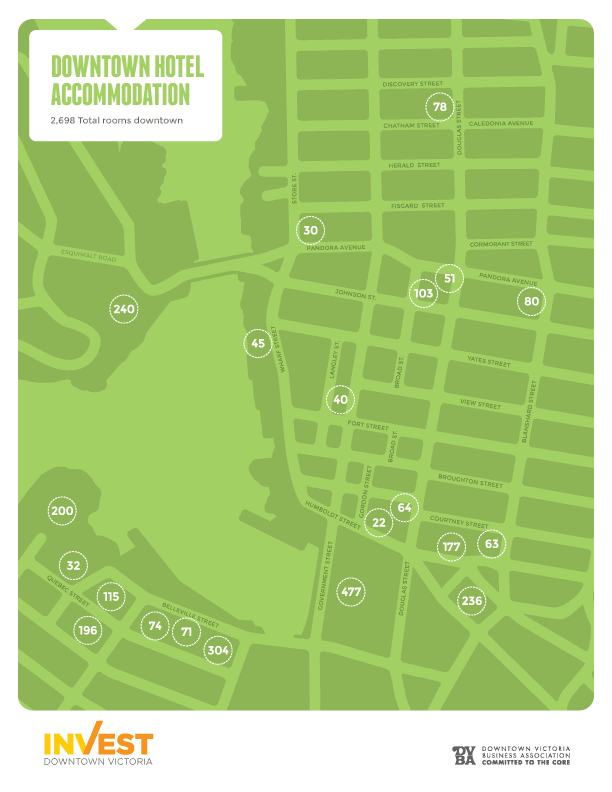 DOWNTOWN HOTEL
ACCOMMODATION
2,698 Total rooms downtown
DISCOVERY STREET
78
DOUGLAS STREET
CHATHAM STREET
CALEDONIA AVENUE
HERALD STREET
STORE ST.
FISGARD STREET
30
PANDORA AVENUE
CORMORANT STREET
ESQUIMALT ROAD
51
PANDORA AVENUE
103
80
JOHNSON ST.
240
45
WHARF STREET
LANGLEY ST.
BROAD ST.
YATES STREET
40
VIEW STREET
BLANSHARD STREET
FORT STREET
BROAD ST.
BROUGHTON STREET
GORDON STREET
200
64
HUMBOLDT STREET
22
COURTNEY STREET
177
63
32
GOVERNMENT STREET
DOUGLAS STREET
QUEBEC STREET
115
477
236
BELLEVILLE STREET
196
74
71
304
INVEST
DOWNTOWN VICTORIA
DV
BA
DOWNTOWN VICTORIA
BUSINESS ASSOCIATION
COMMITTED TO THE CORE